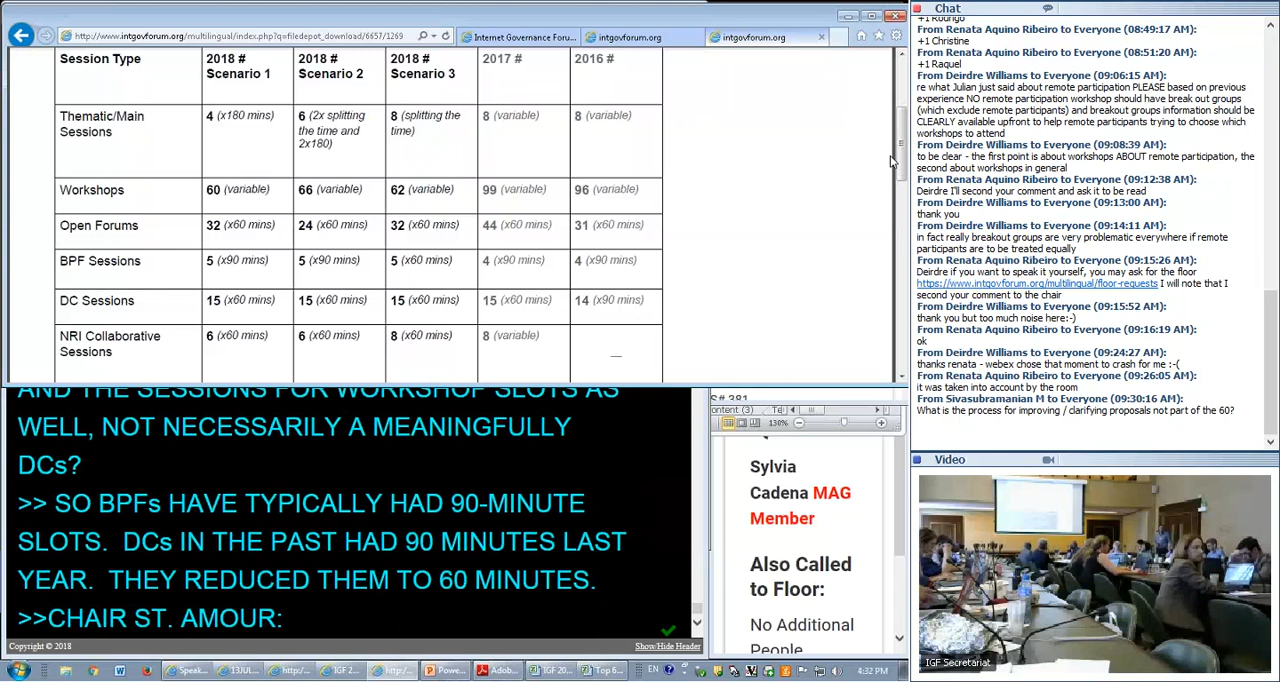 http://www.intgovforum.org/multilingual/index.php?q=filedepot_download/6657/1269
Internet Governance Foru...
intgovforum.org
intgovforum.org
Session Type
2018 #
Scenario 1
2018 #
Scenario 2
2018 #
Scenario 3
2017 #
2016 #
Thematic/Main
Sessions
4 (x180 mins)
6 (2x splitting
the time and
2x180)
8 (splitting the
time)
8 (variable)
8 (variable)
Workshops
60 (variable)
66 (variable)
62 (variable)
99 (variable)
96 (variable)
Open Forums
32 (x60 mins)
24 (x60 mins)
32 (x60 mins)
44 (x60 mins)
31 (x60 mins)
BPF Sessions
5 (x90 mins)
5 (x90 mins)
5 (x60 mins)
4 (x90 mins)
4 (x90 mins)
DC Sessions
15 (x60 mins)
15 (x60 mins)
15 (x60 mins)
15 (x60 mins)
14 (x90 mins)
NRI Collaborative
Sessions
6 (x60 mins)
6 (x60 mins)
8 (x60 mins)
8 (variable)
—
AND THE SESSIONS FOR WORKSHOP SLOTS AS
WELL, NOT NECESSARILY A MEANINGFULLY
DCs?
>> SO BPFs HAVE TYPICALLY HAD 90-MINUTE
SLOTS.  DCs IN THE PAST HAD 90 MINUTES LAST
YEAR.  THEY REDUCED THEM TO 60 MINUTES.
>>CHAIR ST. AMOUR:
Copyright © 2018
Show/Hide Header
S# 381
ontent (3)
130%
Sylvia
Cadena MAG
Member
Also Called
to Floor:
No Additional
People
Chat
+1 Rodrigo
From Renata Aquino Ribeiro to Everyone (08:49:17 AM):
+1 Christine
From Renata Aquino Ribeiro to Everyone (08:51:20 AM)
+1 Raquel
From Deirdre Williams to Everyone (09:06:15 AM):
re what Julian just said about remote participation PLEASE based on previous
experience NO remote participation workshop should have break out groups
(which exclude remote participants) and breakout groups information should be
CLEARLY available upfront to help remote participants trying to choose which
workshops to attend
From Deirdre Williams to Everyone (09:08:39 AM):
to be clear - the first point is about workshops ABOUT remote participation, the
second about workshops in general
From Renata Aquino Ribeiro to Everyone (09:12:38 AM)
Deirdre I'll second your comment and ask it to be read
From Renata Aquino Ribeiro to Everyone (09:13:00 AM):
thank you
From Deirdre Williams to Everyone (09:14:11 AM):
in fact really breakout groups are very problematic everywhere if remote
participants are to be treated equally
From Renata Aquino Ribeiro to Everyone (09:15:26 AM)
Deirdre if you want to speak it yourself, you may ask for the floor
https://www.intgovforum.org/multilingual/floor-requests I will note that I
second your comment to the chair
From Deirdre Williams to Everyone (09:15:52 AM):
thank you but too much noise here:-)
From Renata Aquino Ribeiro to Everyone (09:16:19 AM)
ok
From Deirdre Williams to Everyone (09:24:27 AM):
thanks renata - webex chose that moment to crash for me :-(
From Renata Aquino Ribeiro to Everyone (09:26:05 AM)
it was taken into account by the room
From Sivasubramanian M to Everyone (09:30:16 AM):
What is the process for improving / clarifying proposals not part of the 60?
Video
IGF Secretariat
Speak...
13JUL...
http:/...
IGF 2...
http:/...
Powe...
Adob...
IGF 20...
Top 6...
EN
4:32 PM